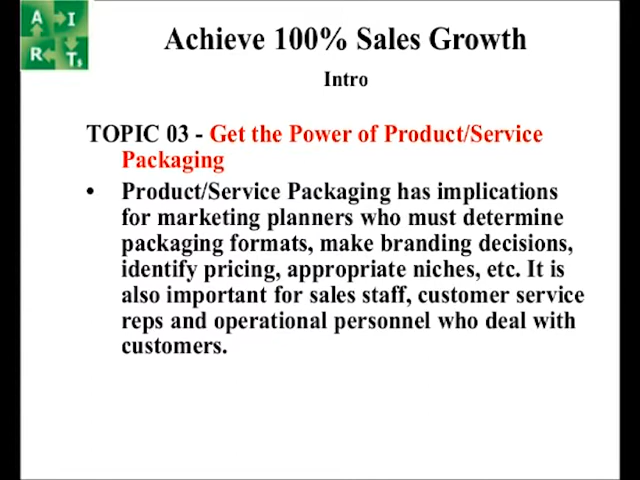 A I
R Ts
Achieve 100% Sales Growth
Intro
TOPIC 03 - Get the Power of Product/Service
Packaging
• Product/Service Packaging has implications
for marketing planners who must determine
packaging formats, make branding decisions,
identify pricing, appropriate niches, etc. It is
also important for sales staff, customer service
reps and operational personnel who deal with
customers.